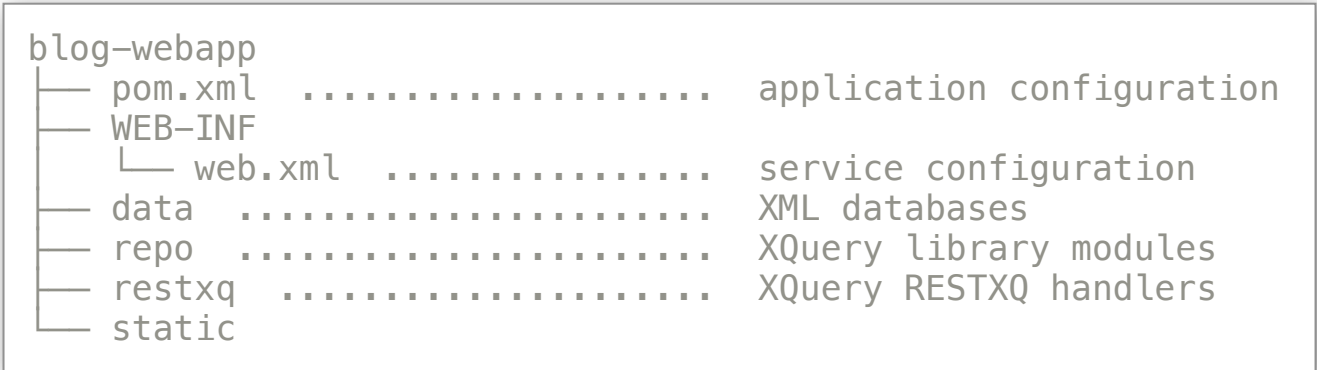 blog-webapp
├── pom.xml  ....................  application configuration
├── WEB-INF
│   └── web.xml  ................  service configuration
├── data  .......................  XML databases
├── repo  .......................  XQuery library modules
├── restxq  .....................  XQuery RESTXQ handlers
└── static